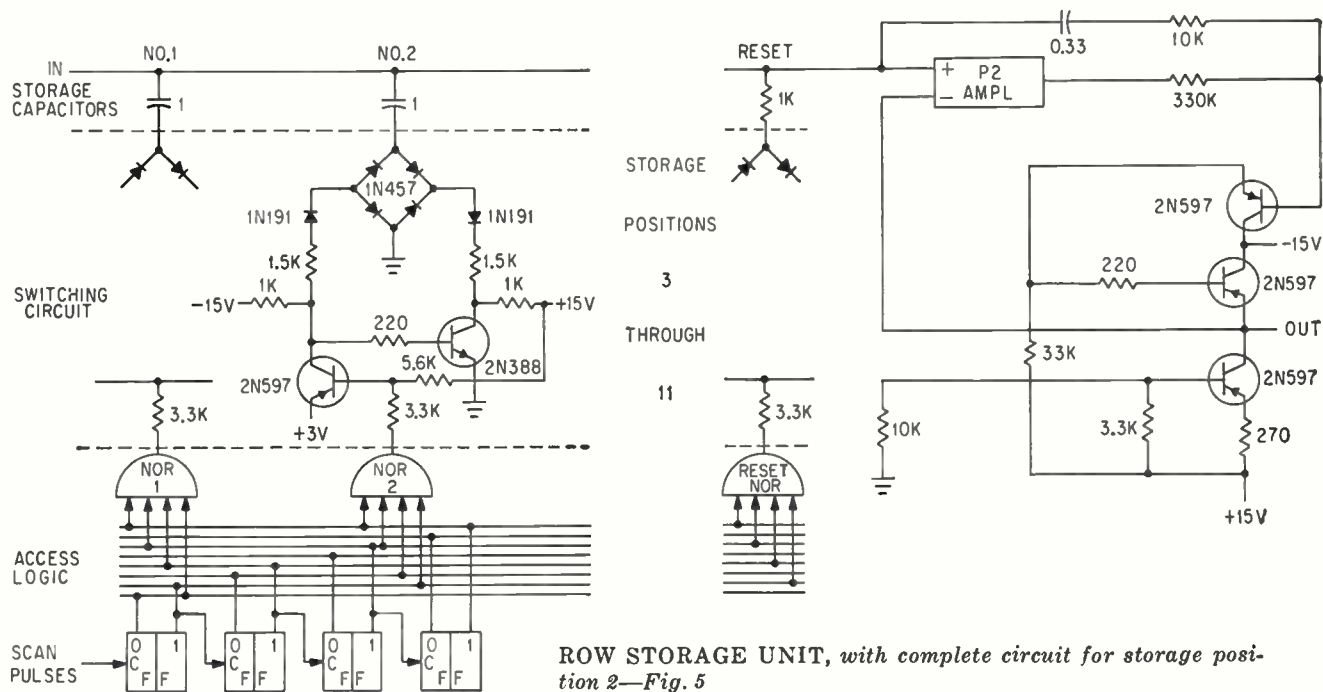 IN
NO.1
NO.2
STORAGE
CAPACITORS
1
1
1N457
1N191
1N191
1.5K
1.5K
1K
1K
-15V
+15V
SWITCHING
CIRCUIT
220
2N388
5.6K
2N597
+3V
3.3K
3.3K
NOR
1
NOR
2
ACCESS
LOGIC
SCAN
PULSES
0 1
C
F F
0 1
C
F F
0 1
C
F F
0 1
C
F F
STORAGE
POSITIONS
3
THROUGH
11
RESET
1K
3.3K
RESET
NOR
+
-
P2
AMPL
0.33
10K
330K
2N597
-15V
220
2N597
OUT
33K
2N597
10K
3.3K
270
+15V
ROW STORAGE UNIT, with complete circuit for storage posi-
tion 2—Fig. 5